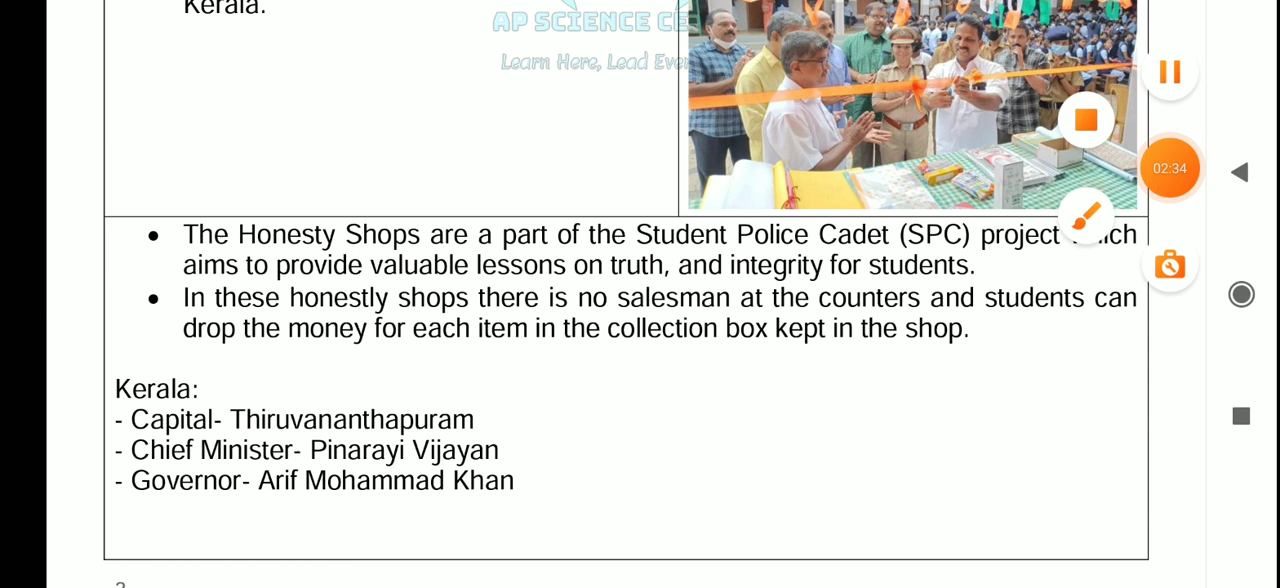 Kerala.
AP SCIENCE CE
Learn Here, Lead Ever
02:34
• The Honesty Shops are a part of the Student Police Cadet (SPC) project
aims to provide valuable lessons on truth, and integrity for students.
• In these honestly shops there is no salesman at the counters and students can
drop the money for each item in the collection box kept in the shop.
Kerala:
- Capital- Thiruvananthapuram
- Chief Minister- Pinarayi Vijayan
- Governor- Arif Mohammad Khan